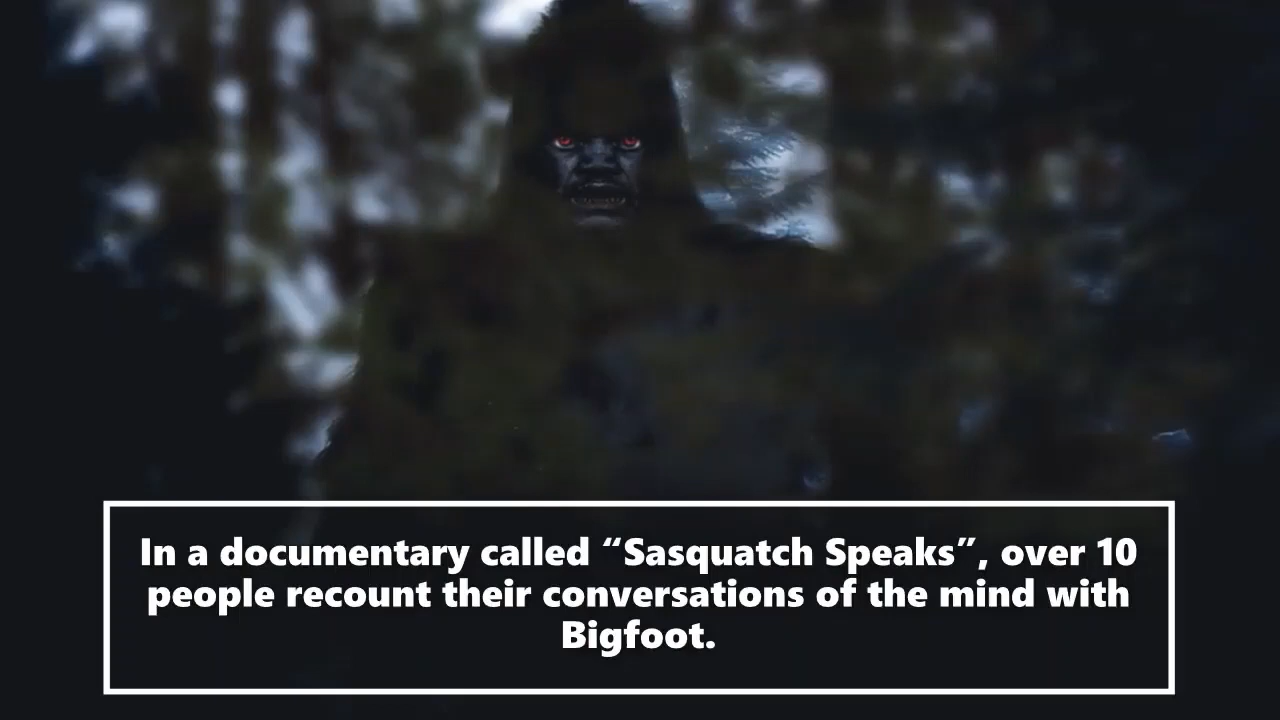 In a documentary called “Sasquatch Speaks”, over 10
people recount their conversations of the mind with
Bigfoot.